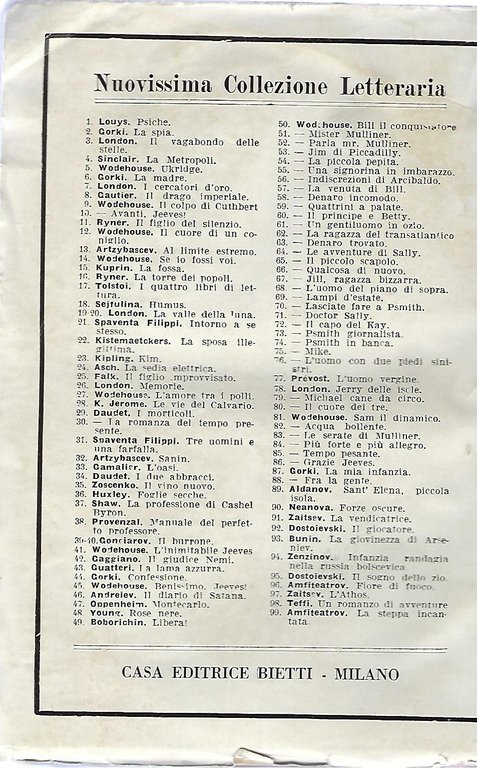 Nuovissima Collezione Letteraria
1. Louys. Psiche.
2. Gorki. La spia.
3. London. Il vagabondo delle
stelle.
4. Sinclair. La Metropoli.
5. Wodehouse. Ukridge.
6. Gorki. La madre.
7. London. I cercatori d'oro.
8. Gautier. Il drago imperiale.
9. Wodehouse. Il colpo di Cuthbert
10. — Avanti, Jeeves!
11. Ryner. Il figlio del silenzio.
12. Wodehouse. Il cuore di un co-
niglio.
13. Artzybascev. Al limite estremo.
14. Wodehouse. Se io fossi voi.
15. Kuprin. La fossa.
16. Ryner. La torre dei popoli.
17. Tolstoi. I quattro libri di let-
tura.
18. Sejfulina. Humus.
19-20. London. La valle della luna.
21. Spaventa Filippi. Intorno a se
stesso.
22. Kistemaetckers. La sposa ille-
gittima.
23. Kipling. Kim.
24. Asch. La sedia elettrica.
25. Falk. Il figlio improvvisato.
26. London. Memorie.
27. Wodehouse. L'amore tra i polli.
28. K. Jerome. Le vie del Calvario.
29. Daudet. I morticoli.
30. — La romanza del tempo pre-
sente.
31. Spaventa Filippi. Tre uomini e
una farfalla.
32. Artzybascev. Sanin.
33. Gamalier. L'oasi.
34. Daudet. I due abbracci.
35. Zoscenko. Il vino nuovo.
36. Huxley. Foglie secche.
37. Shaw. La professione di Cashel
Byron.
38. Provenzal. Manuale del perfet-
to professore.
39-40. Gonciarov. Il burrone.
41. Wodehouse. L'inimitabile Jeeves
42. Gaggiano. Il giudice Nemi.
43. Guatteri. La lama azzurra.
44. Gorki. Confessione.
45. Wodehouse. Benissimo, Jeeves!
46. Andreiev. Il diario di Satana.
47. Oppenheim. Montecarlo.
48. Young. Rose nere.
49. Boborichin. Libera!
50. Wodehouse. Bill il conquistatore
51. — Mister Mulliner.
52. — Parla mr. Mulliner.
53. — Jim di Piccadilly.
54. — La piccola pepita.
55. — Una signorina in imbarazzo.
56. — Indiscrezioni di Arcibaldo.
57. — La venuta di Bill.
58. — Denaro incomodo.
59. — Quattrini a palate.
60. — Il principe e Betty.
61. — Un gentiluomo in ozio.
62. — La ragazza del transatlantico
63. — Denaro trovato.
64. — Le avventure di Sally.
65. — Il piccolo scapolo.
66. — Qualcosa di nuovo.
67. — Jill, ragazza bizzarra.
68. — L'uomo del piano di sopra.
69. — Lampi d'estate.
70. — Lasciate fare a Psmith.
71. — Doctor Sally.
72. — Il capo del Kay.
73. — Psmith giornalista.
74. — Psmith in banca.
75. — Mike.
76. — L'uomo con due piedi sini-
stri.
77. Prévost. L'uomo vergine.
78. London. Jerry delle isole.
79. — Michael cane da circo.
80. — Il cuore dei tre.
81. Wodehouse. Sam il dinamico.
82. — Acqua bollente.
83. — Le serate di Mulliner.
84. — Più forte e più allegro.
85. — Tempo pesante.
86. — Grazie Jeeves.
87. Gorki. La mia infanzia.
88. — Fra la gente.
89. Aldanov. Sant' Elena, piccola
isola.
90. Neanova. Forze oscure.
91. Zaitsev. La vendicatrice.
92. Dostoievski. Il giocatore.
93. Bunin. La giovinezza di Arse-
niev.
94. Zenzinov. Infanzia randagia
nella russia bolscevica
95. Dostoievski. Il sogno dello zio.
96. Amfiteatrov. Fiore di fuoco.
97. Zaitsev. L'Athos.
98. Teffi. Un romanzo di avventure
99. Amfiteatrov. La steppa incan-
tata.
CASA EDITRICE BIETTI - MILANO